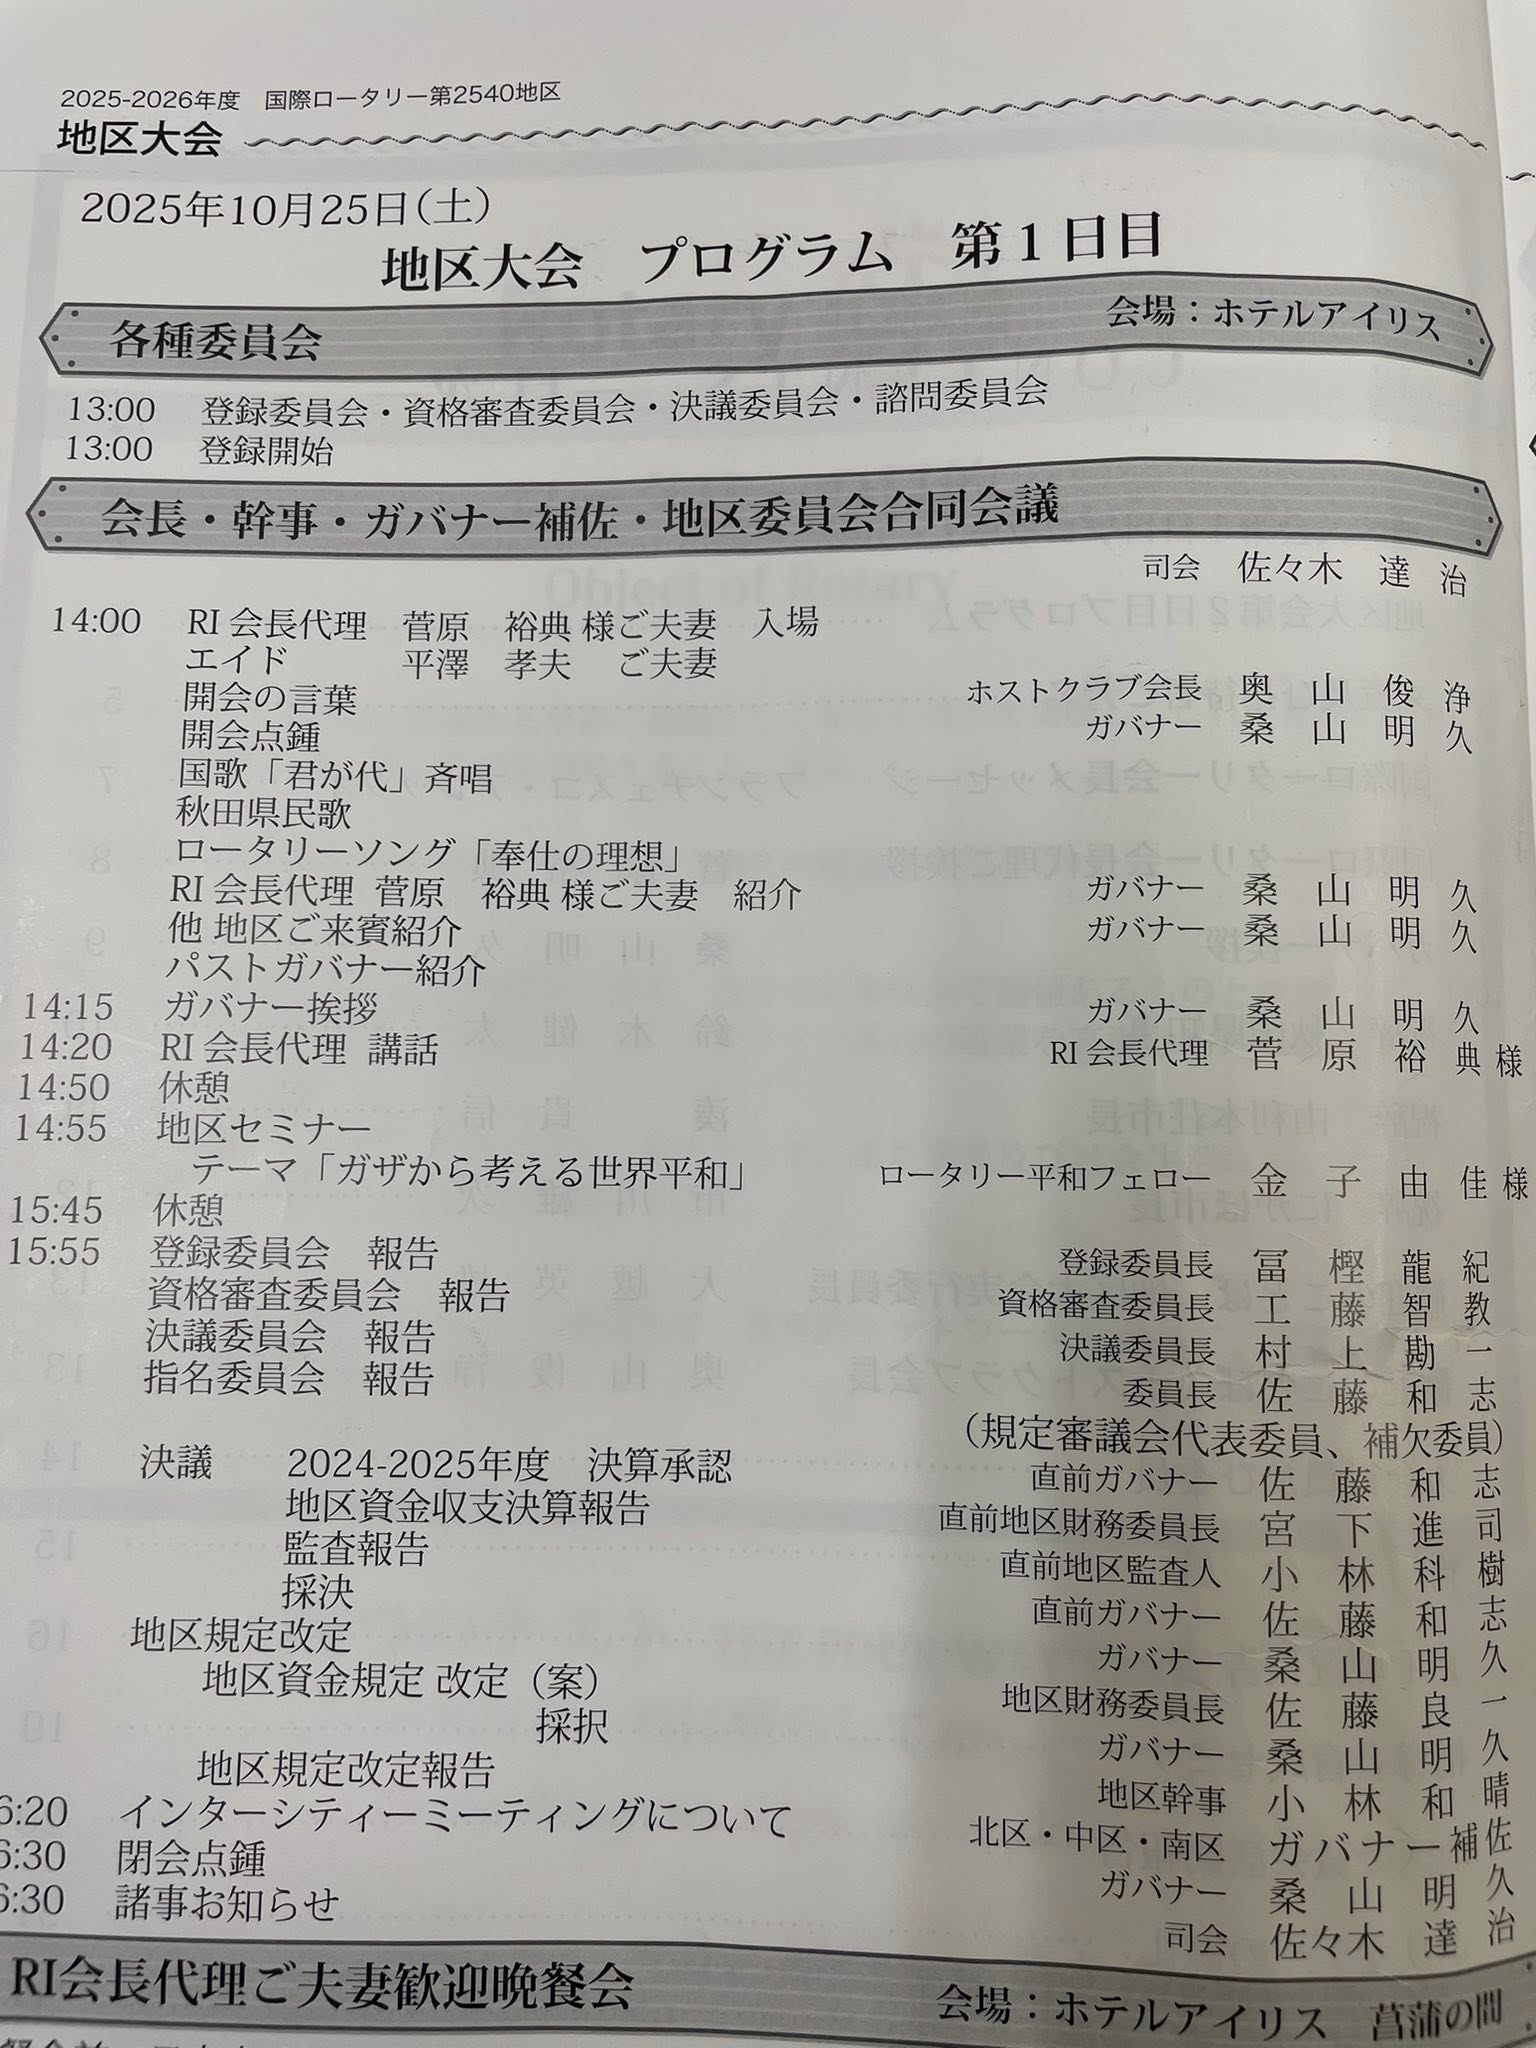 2025-2026年度　国際ロータリー第2540地区
地区大会
2025年10月25日(土)
地区大会　プログラム　第1日目
各種委員会　会場：ホテルアイリス
13:00　登録委員会・資格審査委員会・決議委員会・諮問委員会
13:00　登録開始
会長・幹事・ガバナー補佐・地区委員会合同会議
司会　佐々木　達　治
14:00　RI 会長代理　菅原　裕典 様ご夫妻　入場
エイド　平澤　孝夫　ご夫妻
開会の言葉　ホストクラブ会長　奥　山　俊　浄
開会点鍾　ガバナー　桑　山　明　久
国歌「君が代」斉唱
秋田県民歌
ロータリーソング「奉仕の理想」
RI 会長代理 菅原　裕典 様ご夫妻　紹介　ガバナー　桑　山　明　久
他 地区ご来賓紹介　ガバナー　桑　山　明　久
パストガバナー紹介
14:15　ガバナー挨拶　ガバナー　桑　山　明　久
14:20　RI 会長代理 講話　RI 会長代理　菅　原　裕　典 様
14:50　休憩
14:55　地区セミナー
テーマ「ガザから考える世界平和」　ロータリー平和フェロー　金　子　由　佳 様
15:45　休憩
15:55　登録委員会　報告　登録委員長　冨　樫　龍　紀
資格審査委員会　報告　資格審査委員長　工　藤　智　教
決議委員会　報告　決議委員長　村　上　勘　一
指名委員会　報告　委員長　佐　藤　和　志
（規定審議会代表委員、補欠委員）
決議　2024-2025年度　決算承認　直前ガバナー　佐　藤　和　志
地区資金収支決算報告　直前地区財務委員長　宮　下　進　司
監査報告　直前地区監査人　小　林　科　樹
採決　直前ガバナー　佐　藤　和　志
地区規定改定　ガバナー　桑　山　明　久
地区資金規定 改定（案）　地区財務委員長　佐　藤　良　一
採択　ガバナー　桑　山　明　久
地区規定改定報告　地区幹事　小　林　和　晴
6:20　インターシティーミーティングについて　北区・中区・南区　ガバナー補佐
6:30　閉会点鍾　ガバナー　桑　山　明　久
6:30　諸事お知らせ　司会　佐々木　達　治
RI会長代理ご夫妻歓迎晩餐会　会場：ホテルアイリス　菖蒲の間